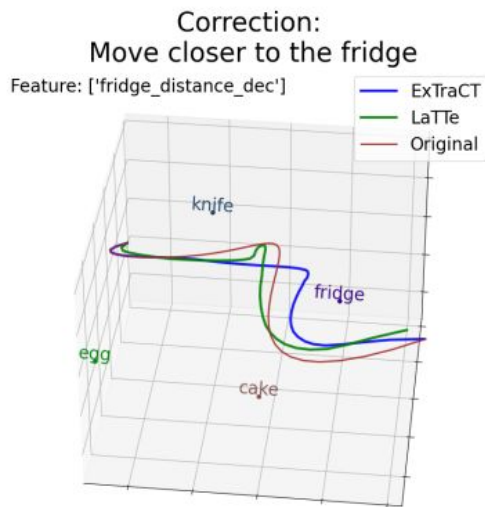 Correction:
Move closer to the fridge
Feature: ['fridge_distance_dec']
ExTraCT
LaTTe
Original
knife
fridge
egg
cake